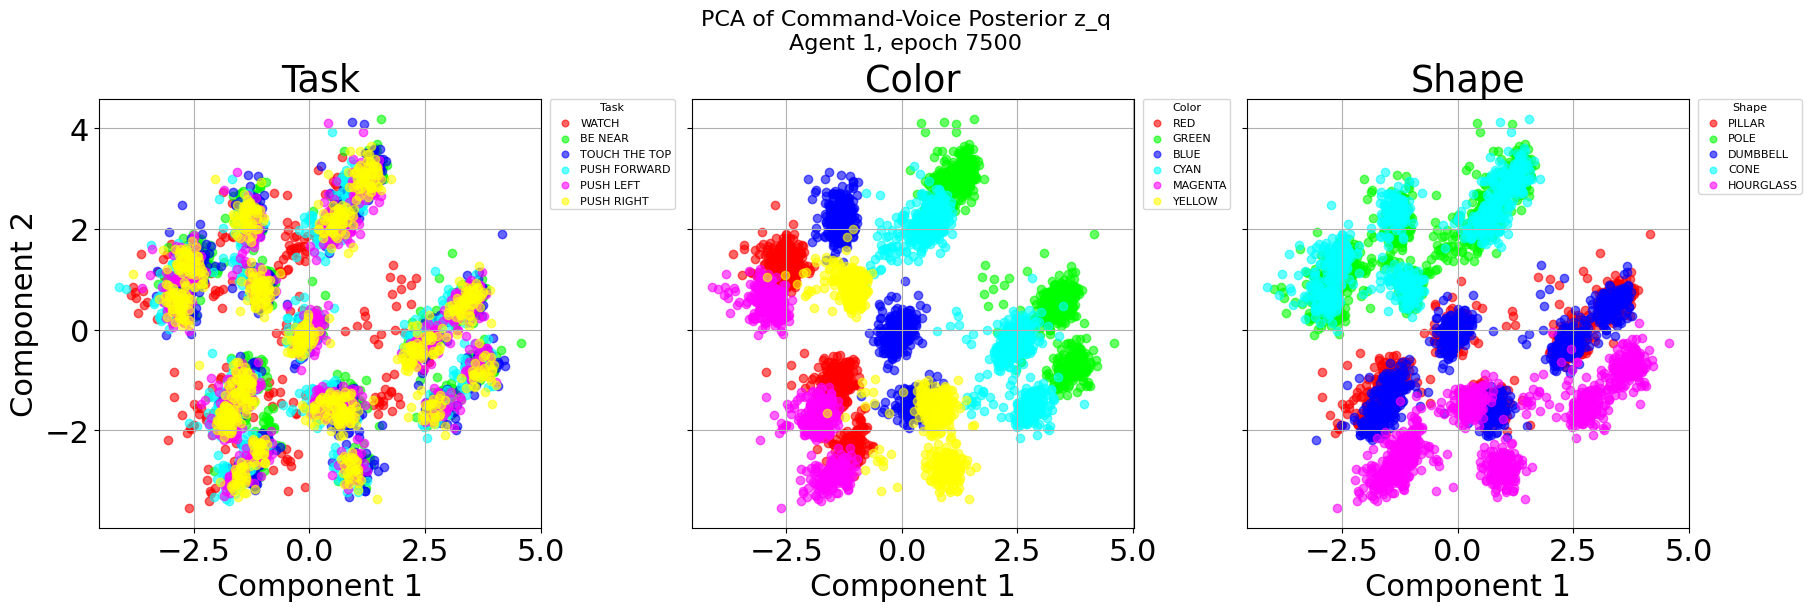 PCA of Command-Voice Posterior z_q
Agent 1, epoch 7500
Task
Color
Shape
Component 2
4
2
0
−2
−2.5 0.0 2.5 5.0
Component 1
Task
WATCH
BE NEAR
TOUCH THE TOP
PUSH FORWARD
PUSH LEFT
PUSH RIGHT
−2.5 0.0 2.5 5.0
Component 1
Color
RED
GREEN
BLUE
CYAN
MAGENTA
YELLOW
−2.5 0.0 2.5 5.0
Component 1
Shape
PILLAR
POLE
DUMBBELL
CONE
HOURGLASS